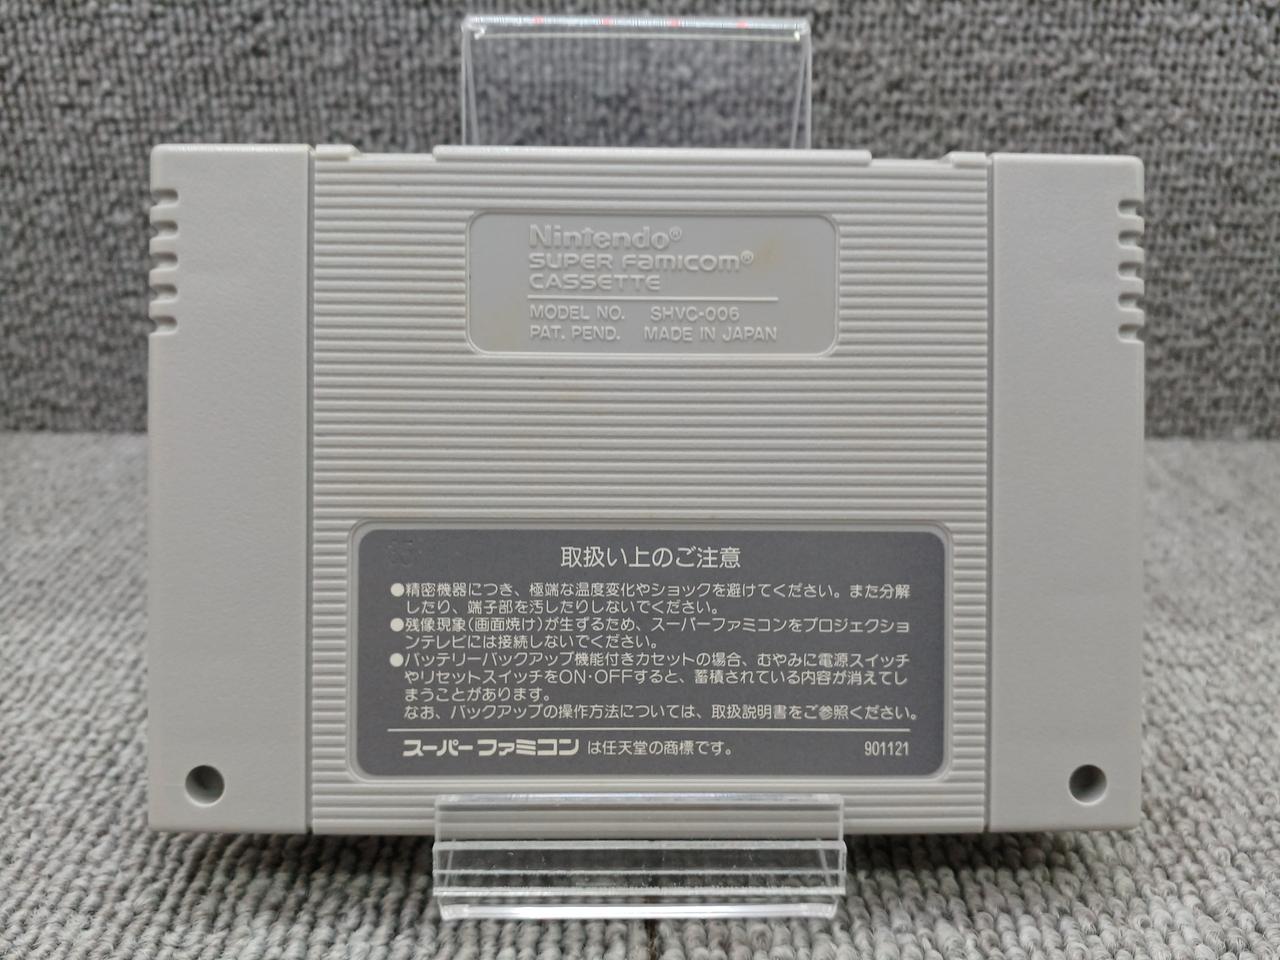 Nintendo®
SUPER FAMICOM®
CASSETTE
MODEL NO. SHVC-006
PAT. PEND. MADE IN JAPAN
取扱い上のご注意
●精密機器につき、極端な温度変化やショックを避けてください。また分解
したり、端子部を汚したりしないでください。
●残像現象(画面焼け)が生ずるため、スーパーファミコンをプロジェクショ
ンテレビには接続しないでください。
●バッテリーバックアップ機能付きカセットの場合、むやみに電源スイッチ
やリセットスイッチをON·OFFすると、蓄積されている内容が消えてし
まうことがあります。
なお、バックアップの操作方法については、取扱説明書をご参照ください。
スーパーファミコン は任天堂の商標です。 901121